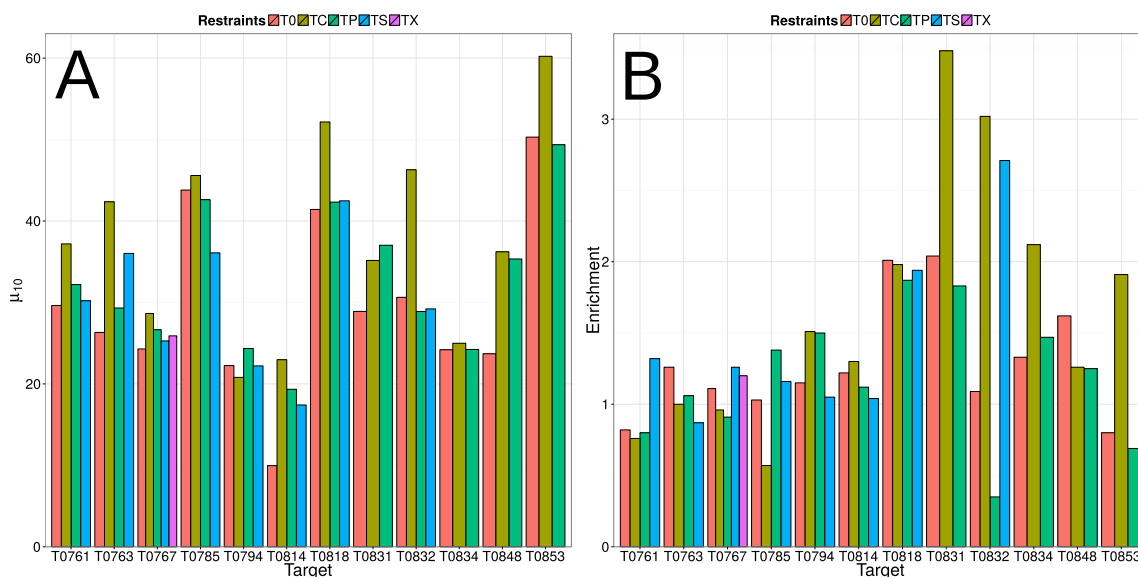 Restraints T0 TC TP TS TX
A
60
40
20
0
μ10
T0761 T0763 T0767 T0785 T0794 T0814 T0818 T0831 T0832 T0834 T0848 T0853
Target
Restraints T0 TC TP TS TX
B
3
2
1
0
Enrichment
T0761 T0763 T0767 T0785 T0794 T0814 T0818 T0831 T0832 T0834 T0848 T0853
Target